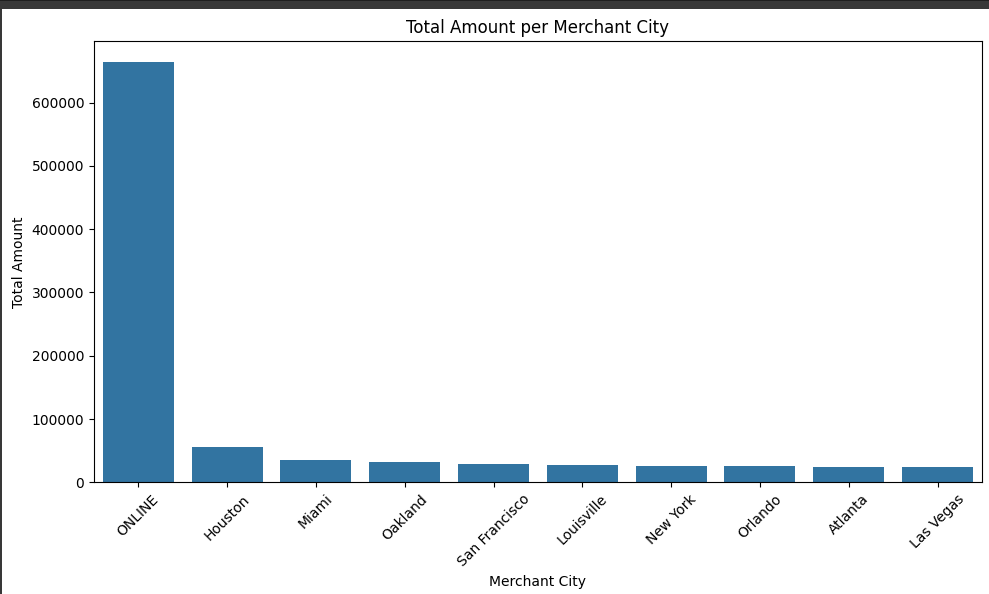 Total Amount per Merchant City
Total Amount
600000
500000
400000
300000
200000
100000
0
ONLINE
Houston
Miami
Oakland
San Francisco
Louisville
New York
Orlando
Atlanta
Las Vegas
Merchant City